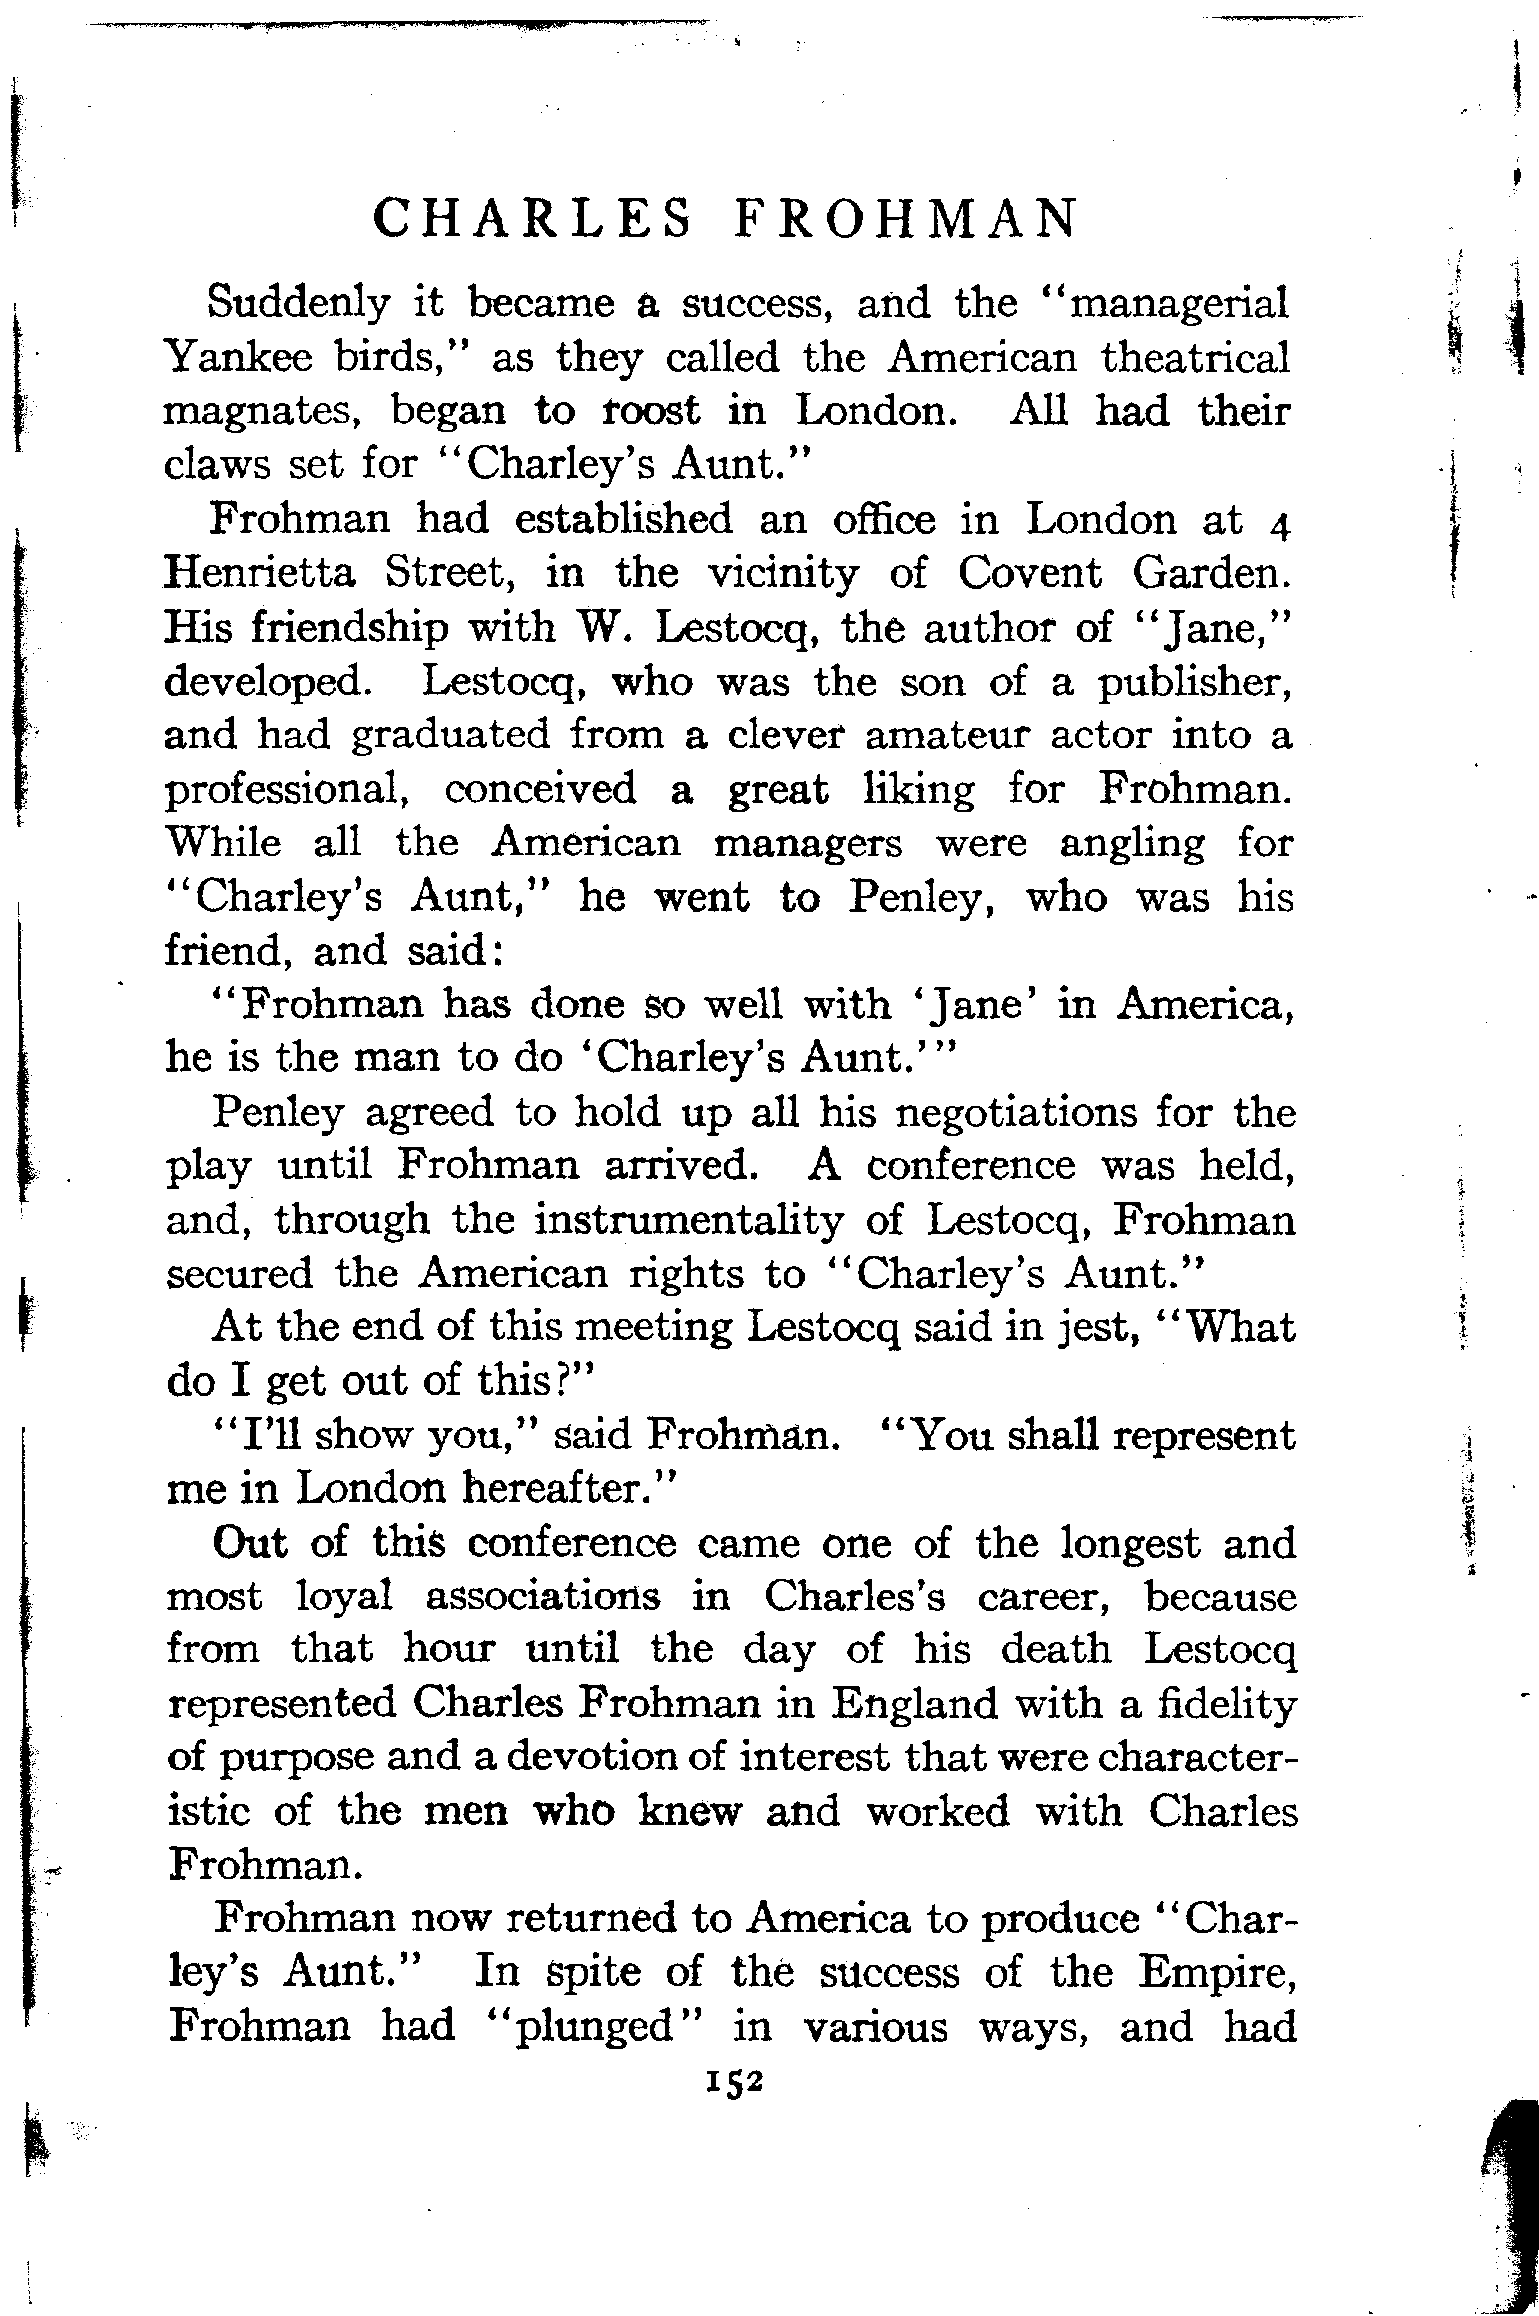 CHARLES FROHMAN
Suddenly it became a success, and the "managerial
Yankee birds," as they called the American theatrical
magnates, began to roost in London. All had their
claws set for "Charley's Aunt."
Frohman had established an office in London at 4
Henrietta Street, in the vicinity of Covent Garden.
His friendship with W. Lestocq, the author of "Jane,"
developed. Lestocq, who was the son of a publisher,
and had graduated from a clever amateur actor into a
professional, conceived a great liking for Frohman.
While all the American managers were angling for
"Charley's Aunt," he went to Penley, who was his
friend, and said:
"Frohman has done so well with 'Jane' in America,
he is the man to do 'Charley's Aunt.'"
Penley agreed to hold up all his negotiations for the
play until Frohman arrived. A conference was held,
and, through the instrumentality of Lestocq, Frohman
secured the American rights to "Charley's Aunt."
At the end of this meeting Lestocq said in jest, "What
do I get out of this?"
"I'll show you," said Frohman. "You shall represent
me in London hereafter."
Out of this conference came one of the longest and
most loyal associations in Charles's career, because
from that hour until the day of his death Lestocq
represented Charles Frohman in England with a fidelity
of purpose and a devotion of interest that were character-
istic of the men who knew and worked with Charles
Frohman.
Frohman now returned to America to produce "Char-
ley's Aunt." In spite of the success of the Empire,
Frohman had "plunged" in various ways, and had
152